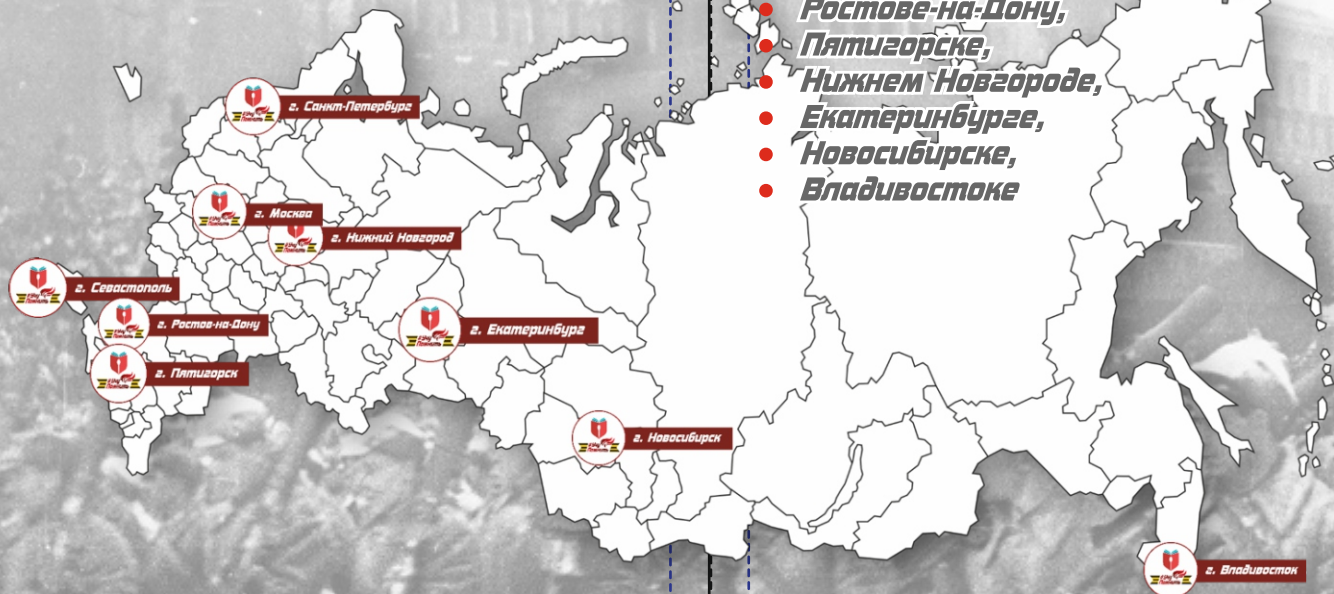 Ростове-на-Дону,
Пятигорске,
Нижнем Новгороде,
Екатеринбурге,
Новосибирске,
Владивостоке
г. Санкт-Петербург
г. Москва
г. Нижний Новгород
г. Севастополь
г. Ростов-на-Дону
г. Екатеринбург
г. Пятигорск
г. Новосибирск
г. Владивосток